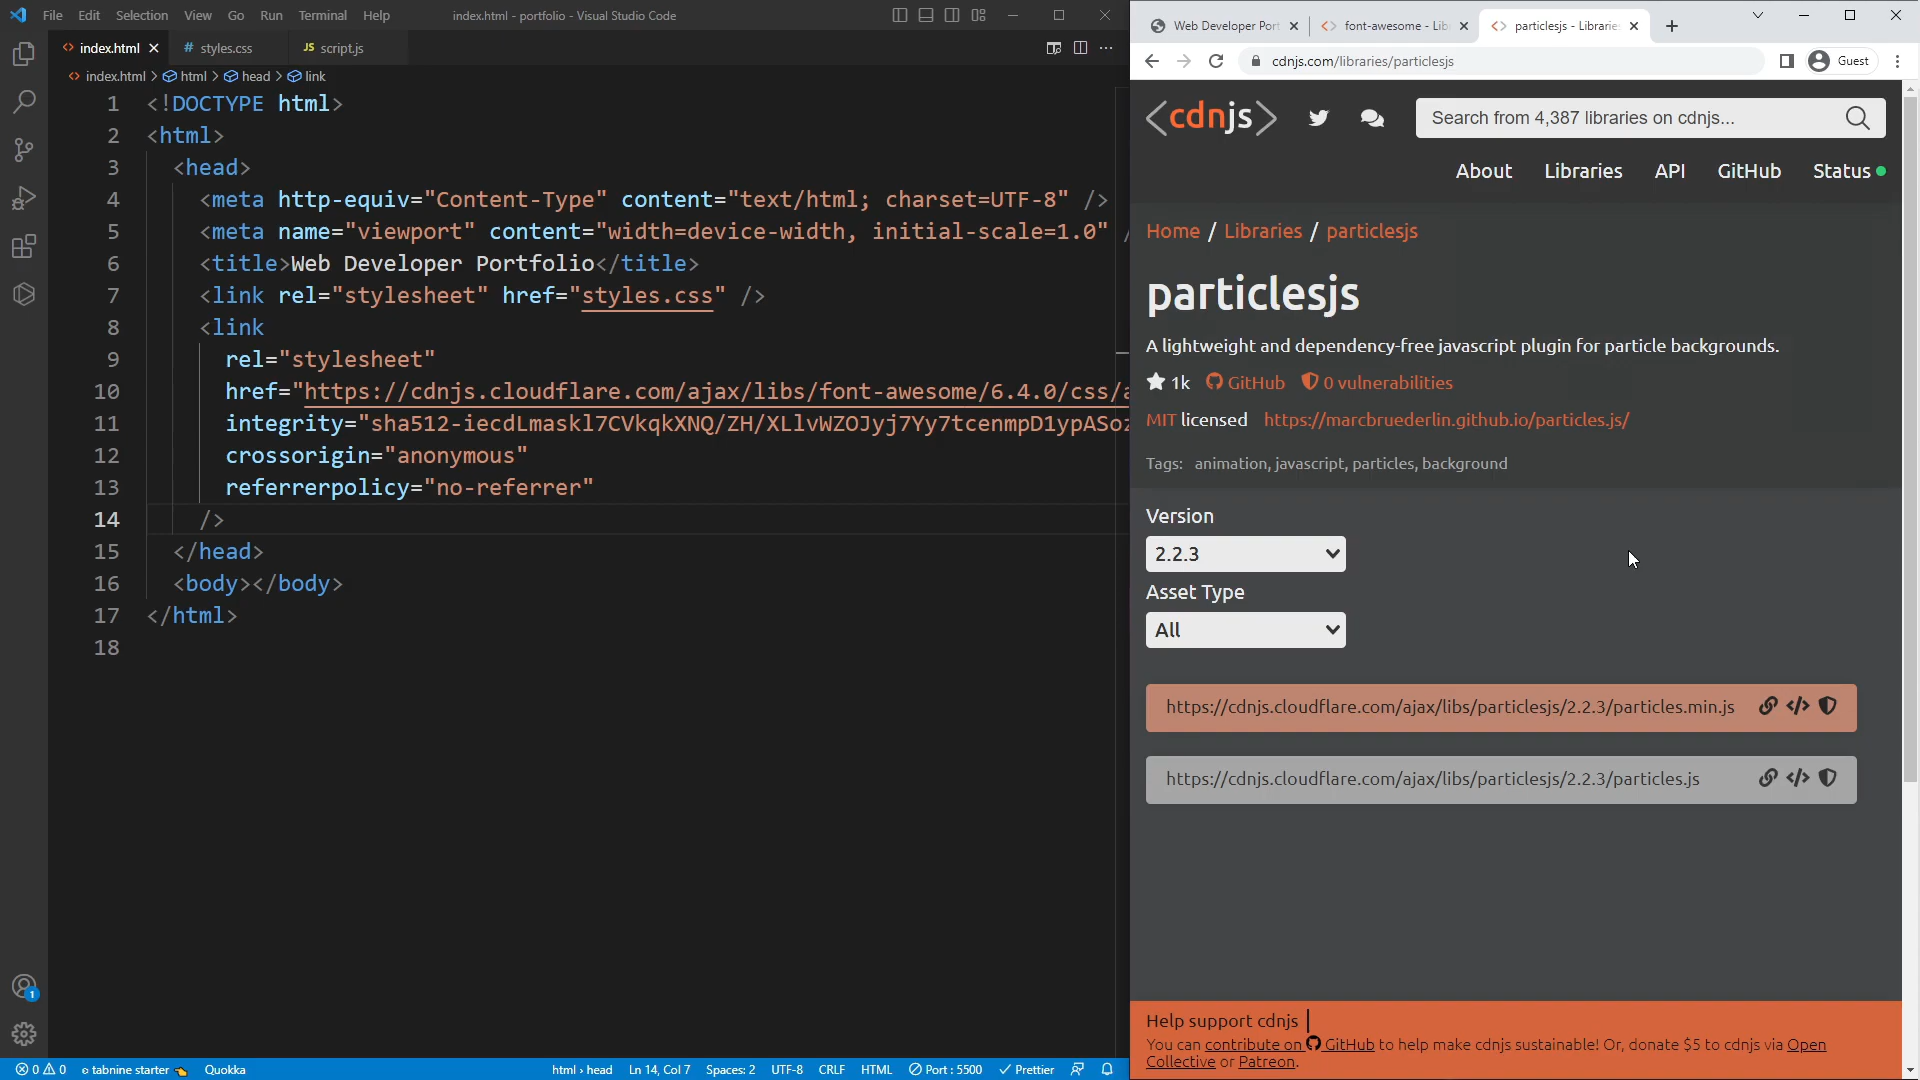 File Edit Selection View Go Run Terminal Help
index.html - portfolio - Visual Studio Code
index.html
# styles.css
JS script.js
index.html > html > head > link
1 <!DOCTYPE html>
2 <html>
3 <head>
4 <meta http-equiv="Content-Type" content="text/html; charset=UTF-8" />
5 <meta name="viewport" content="width=device-width, initial-scale=1.0" /
6 <title>Web Developer Portfolio</title>
7 <link rel="stylesheet" href="styles.css" />
8 <link
9 rel="stylesheet"
10 href="https://cdnjs.cloudflare.com/ajax/libs/font-awesome/6.4.0/css/a
11 integrity="sha512-iecdLmaskl7CVkqkXNQ/ZH/XLlvWZOJyj7Yy7tcenmpD1ypASoz
12 crossorigin="anonymous"
13 referrerpolicy="no-referrer"
14 />
15 </head>
16 <body></body>
17 </html>
18
1
0 0 tabnine starter Quokka html > head Ln 14, Col 7 Spaces: 2 UTF-8 CRLF HTML Port : 5500 Prettier
Web Developer Port
font-awesome - Lib
particlesjs - Libraries
cdnjs.com/libraries/particlesjs
Guest
<cdnjs>
Search from 4,387 libraries on cdnjs...
About Libraries API GitHub Status
Home / Libraries / particlesjs
particlesjs
A lightweight and dependency-free javascript plugin for particle backgrounds.
1k GitHub 0 vulnerabilities
MIT licensed https://marcbruederlin.github.io/particles.js/
Tags: animation, javascript, particles, background
Version
2.2.3
Asset Type
All
https://cdnjs.cloudflare.com/ajax/libs/particlesjs/2.2.3/particles.min.js
https://cdnjs.cloudflare.com/ajax/libs/particlesjs/2.2.3/particles.js
Help support cdnjs
You can contribute on GitHub to help make cdnjs sustainable! Or, donate $5 to cdnjs via Open
Collective or Patreon.